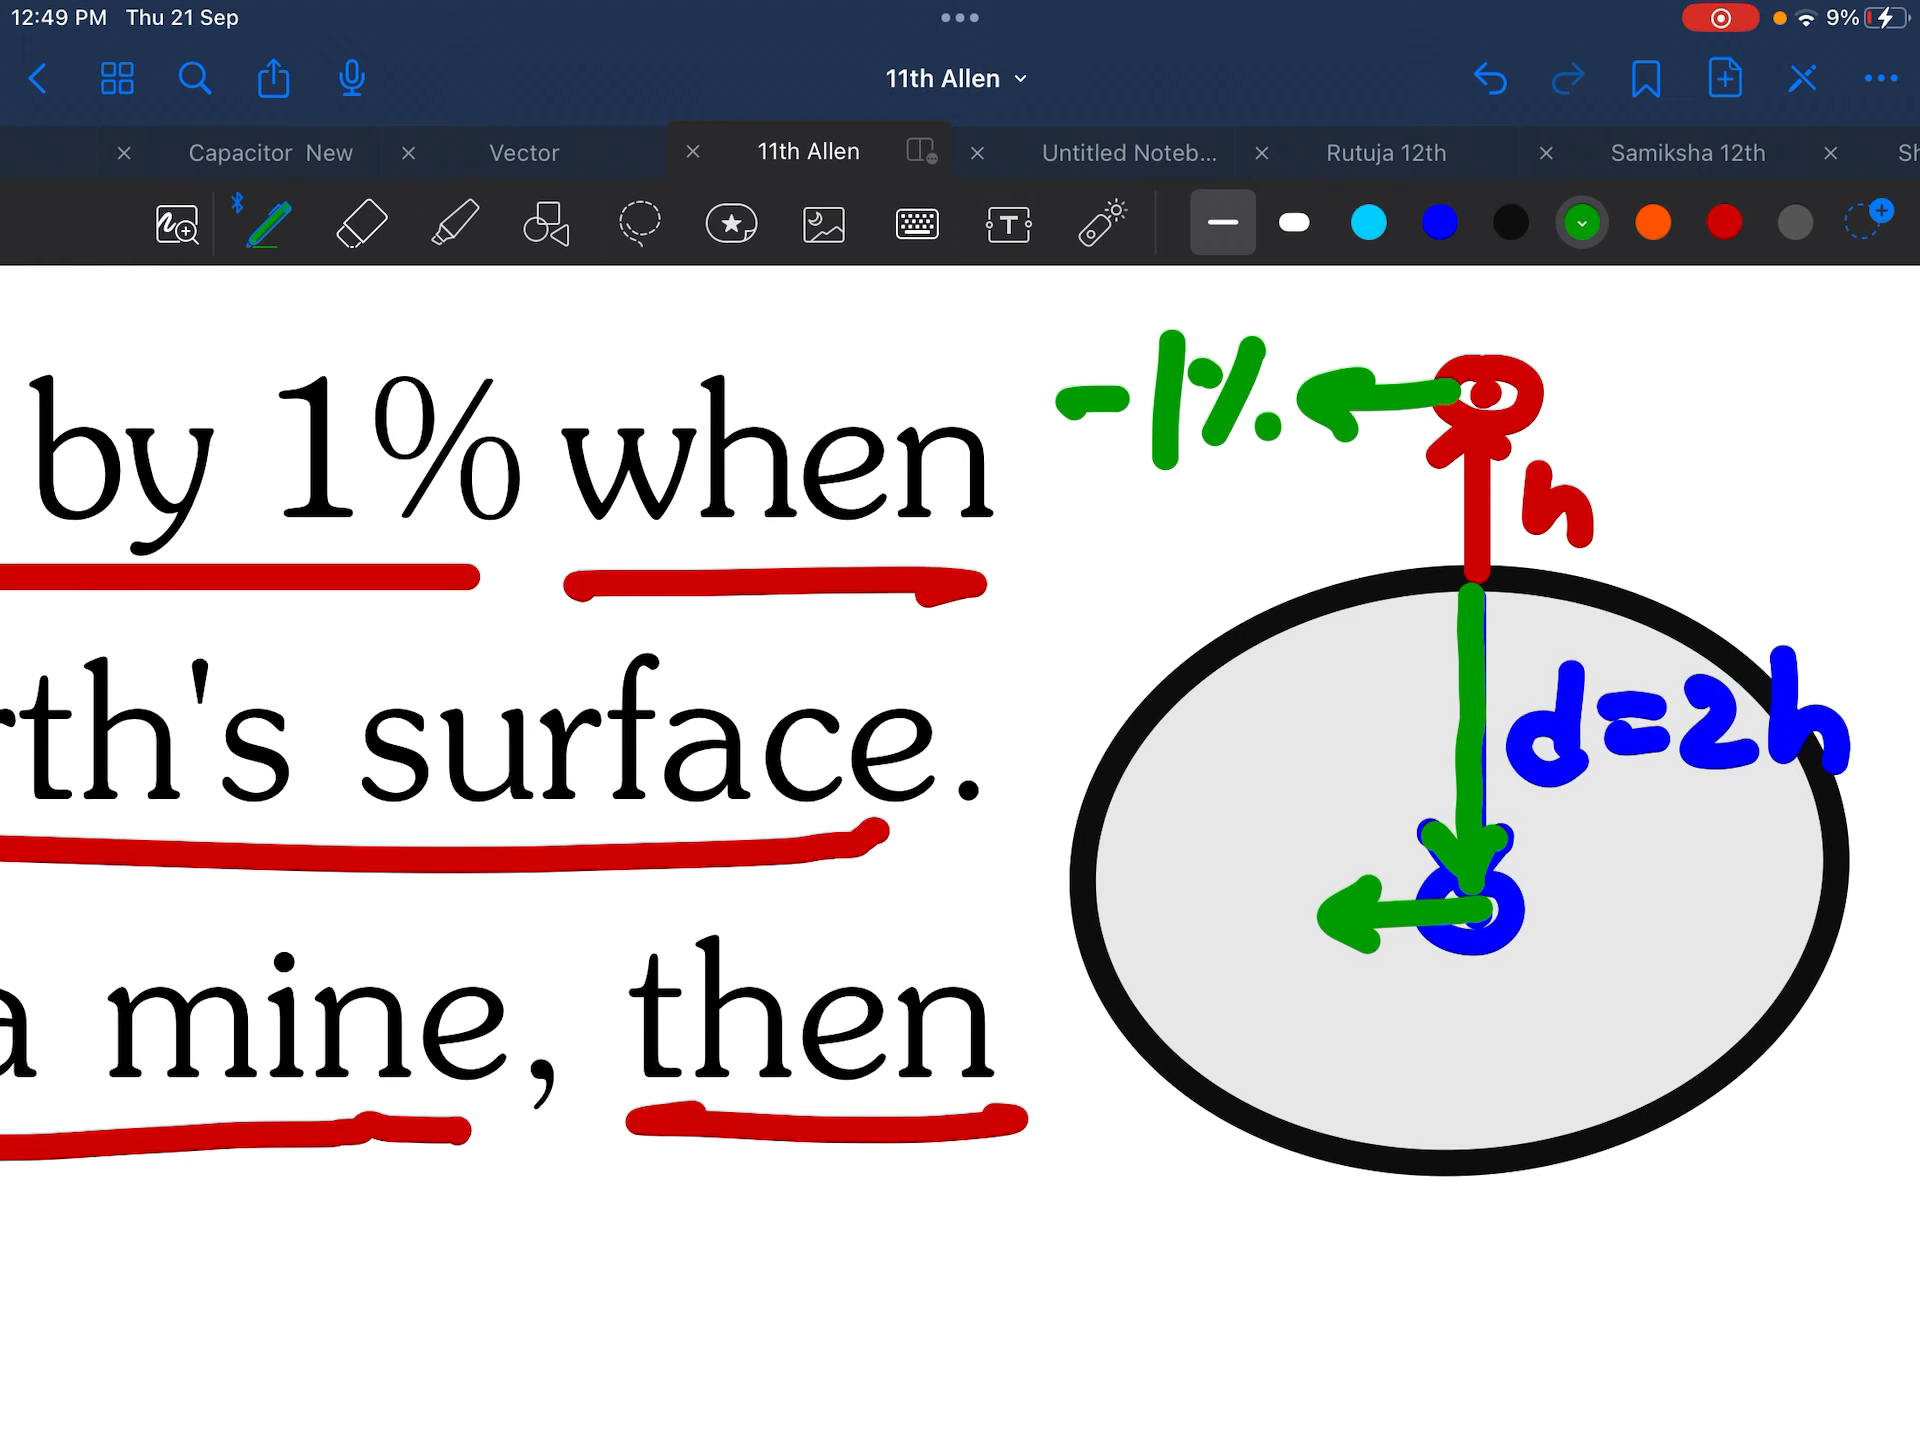 12:49 PM Thu 21 Sep
9%
11th Allen
Capacitor New
Vector
11th Allen
Untitled Noteb...
Rutuja 12th
Samiksha 12th
Sh
T
by 1% when
-1%.
h
rth's surface.
d=2h
a mine, then